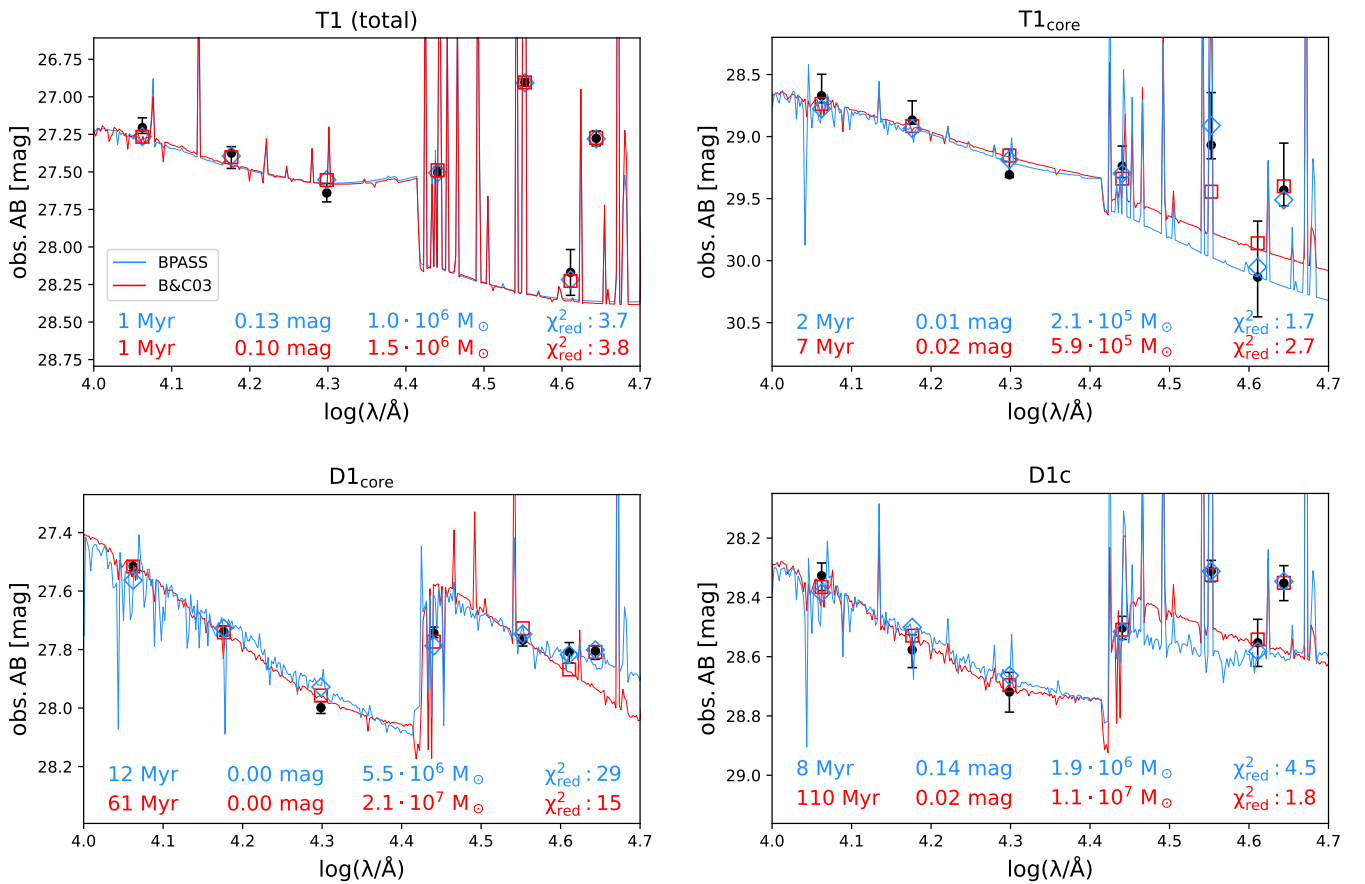 T1 (total)
26.75
27.00
27.25
27.50
27.75
28.00
28.25
28.50
28.75
obs. AB [mag]
BPASS
B&C03
1 Myr 0.13 mag 1.0·10⁶ M☉ χ²red : 3.7
1 Myr 0.10 mag 1.5·10⁶ M☉ χ²red : 3.8
4.0 4.1 4.2 4.3 4.4 4.5 4.6 4.7
log(λ/Å)
T1core
28.5
29.0
29.5
30.0
30.5
obs. AB [mag]
2 Myr 0.01 mag 2.1·10⁵ M☉ χ²red : 1.7
7 Myr 0.02 mag 5.9·10⁵ M☉ χ²red : 2.7
4.0 4.1 4.2 4.3 4.4 4.5 4.6 4.7
log(λ/Å)
D1core
27.4
27.6
27.8
28.0
28.2
obs. AB [mag]
12 Myr 0.00 mag 5.5·10⁶ M☉ χ²red : 29
61 Myr 0.00 mag 2.1·10⁷ M☉ χ²red : 15
4.0 4.1 4.2 4.3 4.4 4.5 4.6 4.7
log(λ/Å)
D1c
28.2
28.4
28.6
28.8
29.0
obs. AB [mag]
8 Myr 0.14 mag 1.9·10⁶ M☉ χ²red : 4.5
110 Myr 0.02 mag 1.1·10⁷ M☉ χ²red : 1.8
4.0 4.1 4.2 4.3 4.4 4.5 4.6 4.7
log(λ/Å)